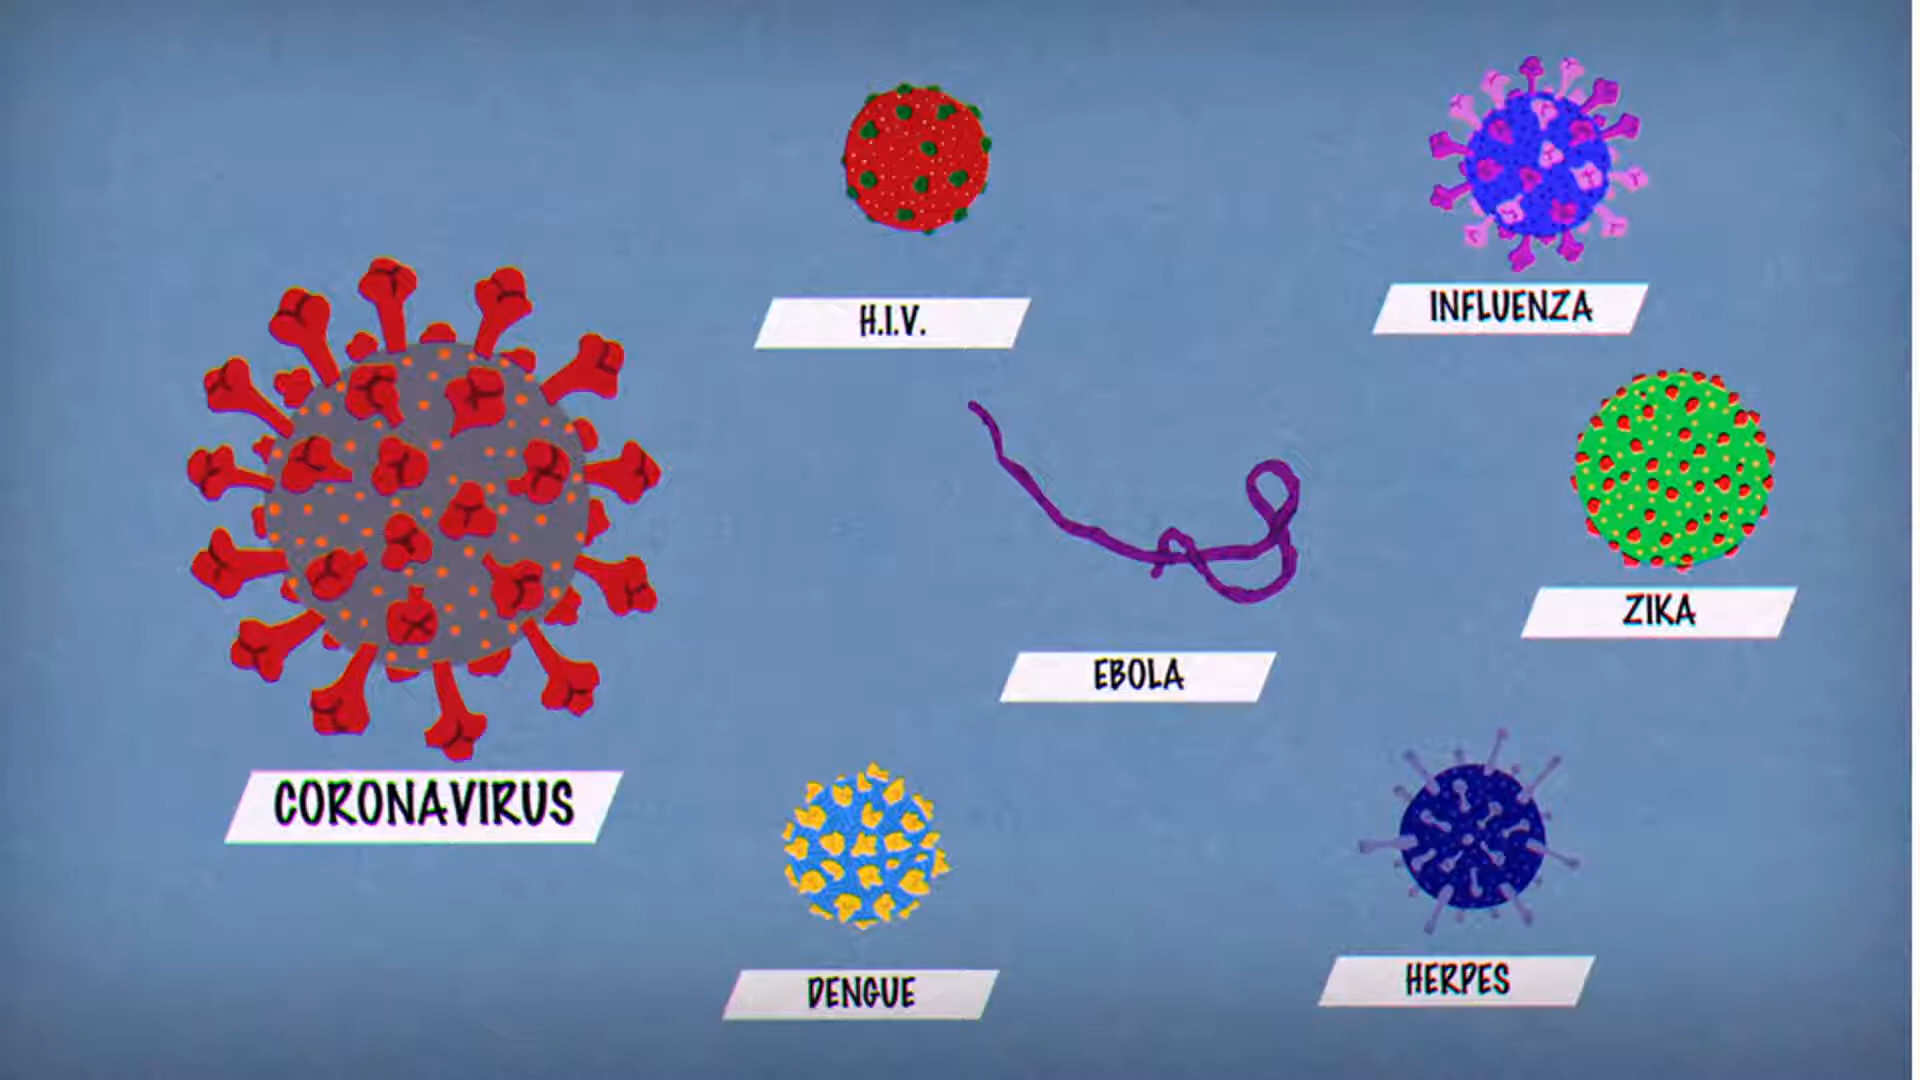 H.I.V.
INFLUENZA
ZIKA
EBOLA
CORONAVIRUS
DENGUE
HERPES